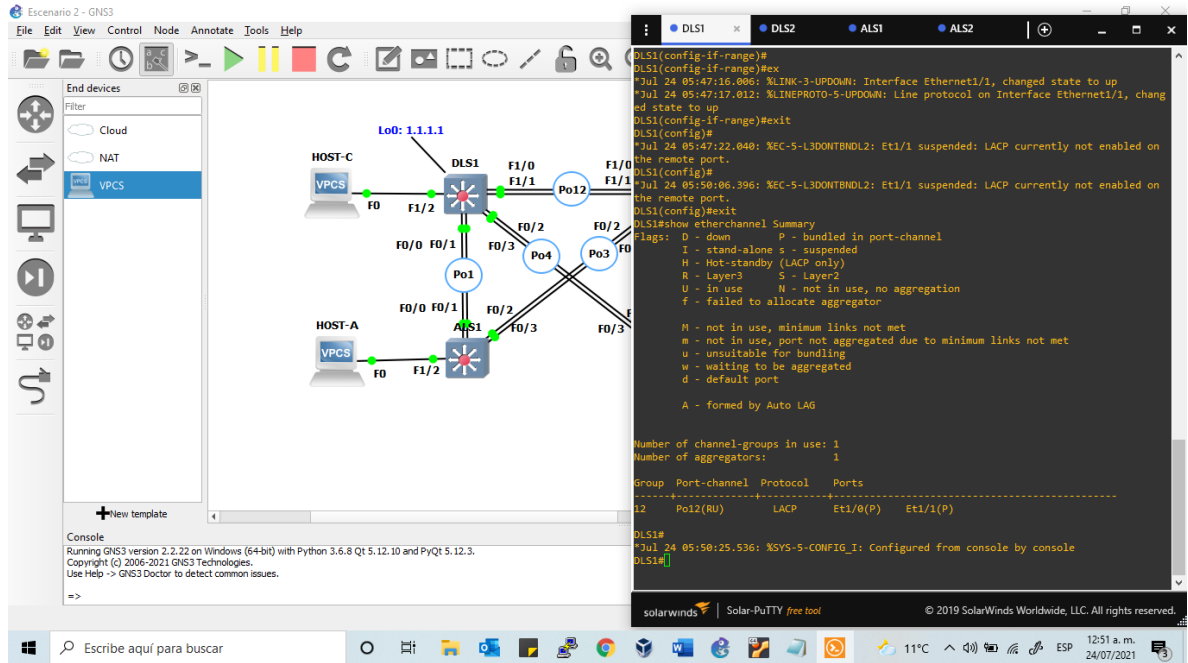 Escenario 2 - GNS3
File Edit View Control Node Annotate Tools Help
End devices
Filter
Cloud
NAT
VPCS
New template
Lo0: 1.1.1.1
HOST-C
DLS1
F1/0
F1/0
VPCS
F1/1
Po12
F1/1
F0
F1/2
F0/2
F0/2
F0/0 F0/1
F0/3
Po4
Po3
Po1
F0/0 F0/1
F0/2
HOST-A
ALS1
F0/3
F0/3
VPCS
F0
F1/2
Console
Running GNS3 version 2.2.22 on Windows (64-bit) with Python 3.6.8 Qt 5.12.10 and PyQt 5.12.3.
Copyright (c) 2006-2021 GNS3 Technologies.
Use Help -> GNS3 Doctor to detect common issues.
=>
DLS1 DLS2 ALS1 ALS2
DLS1(config-if-range)#
DLS1(config-if-range)#ex
*Jul 24 05:47:16.006: %LINK-3-UPDOWN: Interface Ethernet1/1, changed state to up
*Jul 24 05:47:17.012: %LINEPROTO-5-UPDOWN: Line protocol on Interface Ethernet1/1, chang
ed state to up
DLS1(config-if-range)#exit
DLS1(config)#
*Jul 24 05:47:22.040: %EC-5-L3DONTBNDL2: Et1/1 suspended: LACP currently not enabled on
the remote port.
DLS1(config)#
*Jul 24 05:50:06.396: %EC-5-L3DONTBNDL2: Et1/1 suspended: LACP currently not enabled on
the remote port.
DLS1(config)#exit
DLS1#show etherchannel Summary
Flags: D - down P - bundled in port-channel
I - stand-alone s - suspended
H - Hot-standby (LACP only)
R - Layer3 S - Layer2
U - in use N - not in use, no aggregation
f - failed to allocate aggregator
M - not in use, minimum links not met
m - not in use, port not aggregated due to minimum links not met
u - unsuitable for bundling
w - waiting to be aggregated
d - default port
A - formed by Auto LAG
Number of channel-groups in use: 1
Number of aggregators: 1
Group Port-channel Protocol Ports
------+-------------+-----------+-----------------------------------------------
12 Po12(RU) LACP Et1/0(P) Et1/1(P)
DLS1#
*Jul 24 05:50:25.536: %SYS-5-CONFIG_I: Configured from console by console
DLS1#
solarwinds Solar-PuTTY free tool © 2019 SolarWinds Worldwide, LLC. All rights reserved.
Escribe aquí para buscar
11°C ESP 12:51 a. m.
24/07/2021